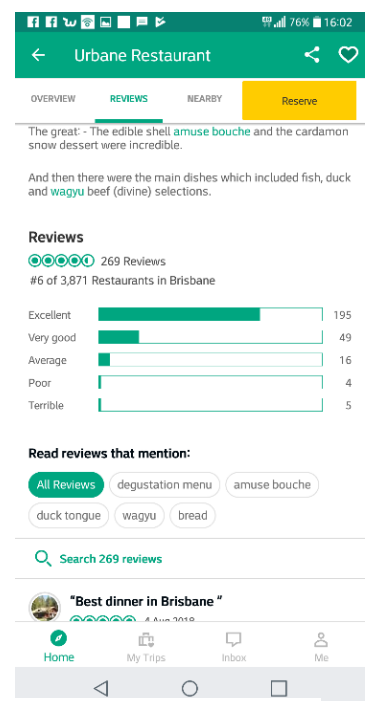 76% 16:02
Urbane Restaurant
OVERVIEW REVIEWS NEARBY Reserve
The great: - The edible shell amuse bouche and the cardamon
snow dessert were incredible.
And then there were the main dishes which included fish, duck
and wagyu beef (divine) selections.
Reviews
269 Reviews
#6 of 3,871 Restaurants in Brisbane
Excellent 195
Very good 49
Average 16
Poor 4
Terrible 5
Read reviews that mention:
All Reviews degustation menu amuse bouche
duck tongue wagyu bread
Search 269 reviews
"Best dinner in Brisbane "
4 Aug 2018
Home My Trips Inbox Me